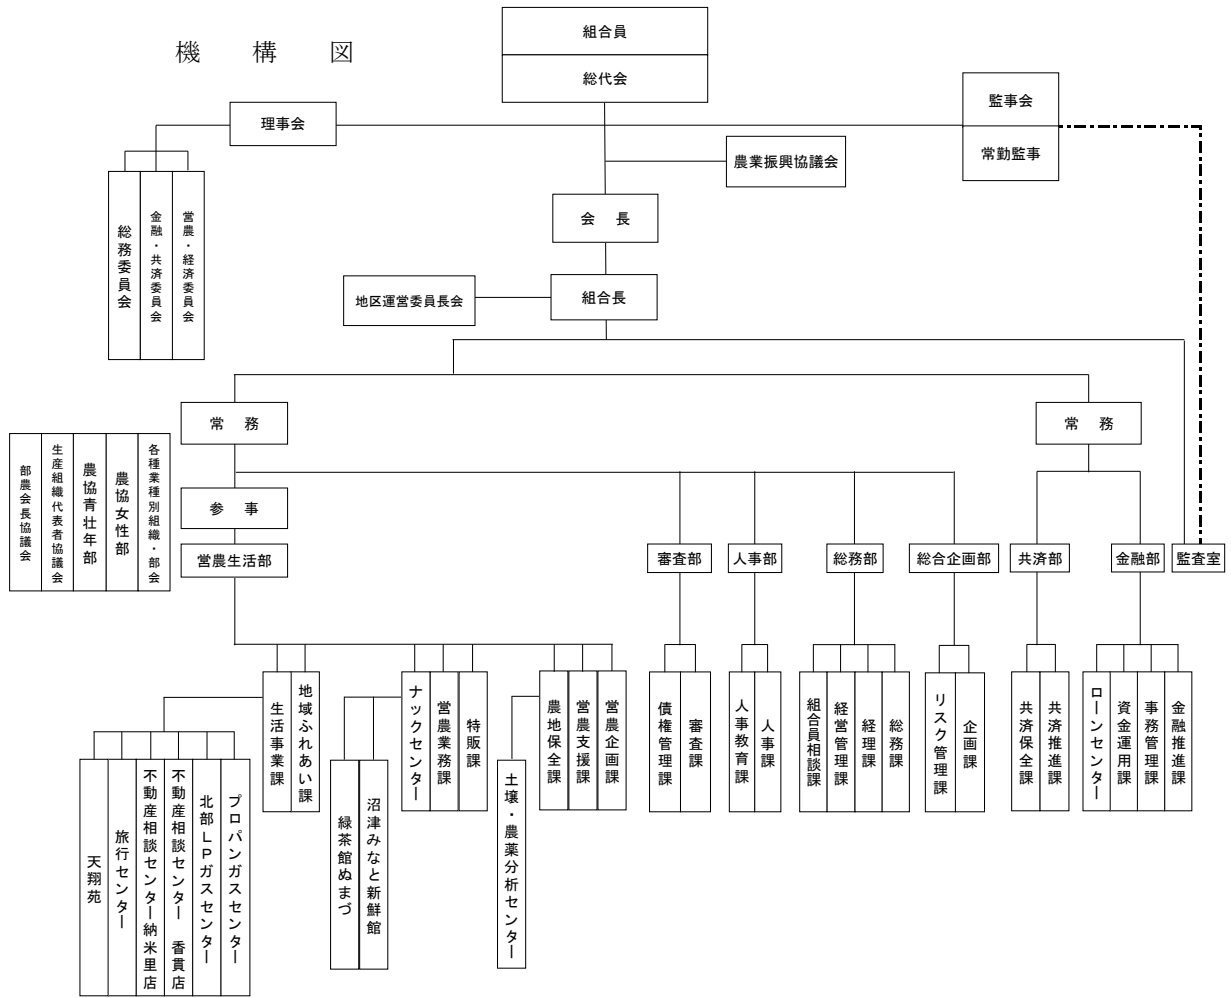 機 構 図
組合員
総代会
理事会
監事会
常勤監事
農業振興協議会
会 長
総務委員会
金融・共済委員会
営農・経済委員会
地区運営委員長会
組合長
常 務
常 務
部農会長協議会
生産組織代表者協議会
農協青壮年部
農協女性部
各種業種別組織・部会
参 事
営農生活部
審査部
人事部
総務部
総合企画部
共済部
金融部
監査室
生活事業課
地域ふれあい課
ナックセンター
営農業務課
特販課
農地保全課
営農支援課
営農企画課
債権管理課
審査課
人事教育課
人事課
組合員相談課
経営管理課
経理課
総務課
リスク管理課
企画課
共済保全課
共済推進課
ローンセンター
資金運用課
事務管理課
金融推進課
天翔苑
旅行センター
不動産相談センター納米里店
不動産相談センター 香貫店
北部LPガスセンター
プロパンガスセンター
緑茶館ぬまづ
沼津みなと新鮮館
土壌・農薬分析センター